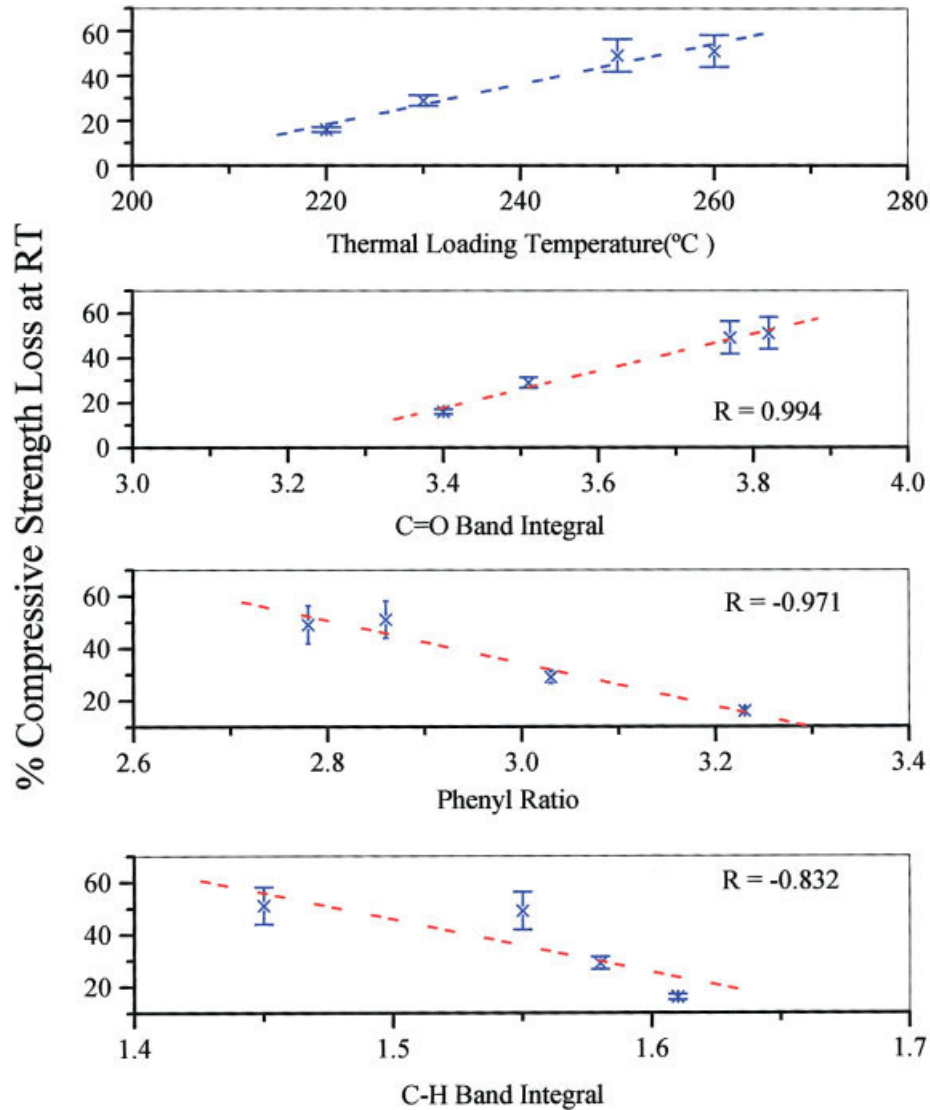 % Compressive Strength Loss at RT
60
40
20
0
200 220 240 260 280
Thermal Loading Temperature(ºC )
60
40
20
0
R = 0.994
3.0 3.2 3.4 3.6 3.8 4.0
C=O Band Integral
R = -0.971
60
40
20
2.6 2.8 3.0 3.2 3.4
Phenyl Ratio
R = -0.832
60
40
20
1.4 1.5 1.6 1.7
C-H Band Integral